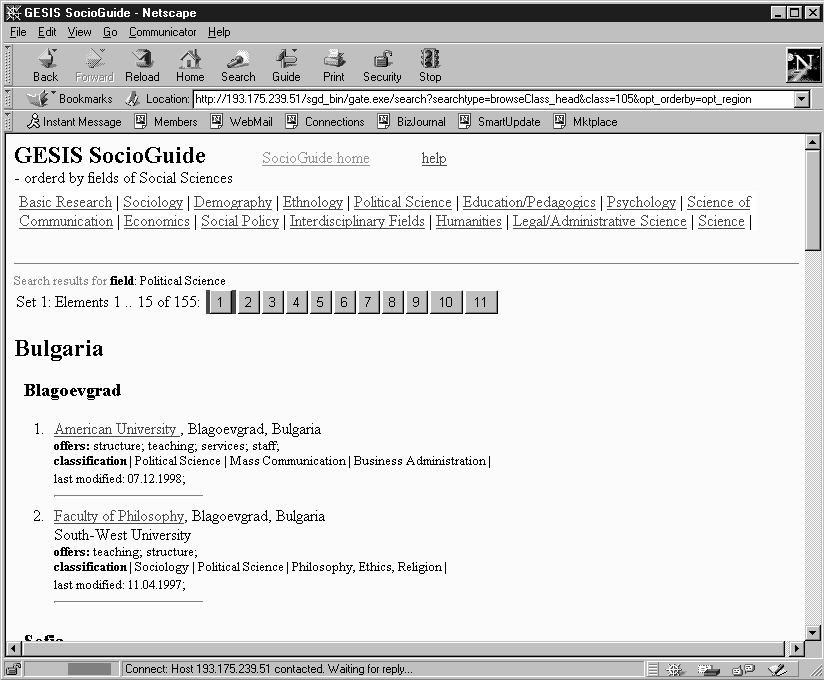 GESIS SocioGuide - Netscape
File Edit View Go Communicator Help
Back Forward Reload Home Search Guide Print Security Stop
N
Bookmarks Location: http://193.175.239.51/sgd_bin/gate.exe/search?searchtype=browseClass_head&class=105&opt_orderby=opt_region
Instant Message Members WebMail Connections BizJournal SmartUpdate Mktplace
GESIS SocioGuide SocioGuide home help
- orderd by fields of Social Sciences
Basic Research | Sociology | Demography | Ethnology | Political Science | Education/Pedagogics | Psychology | Science of
Communication | Economics | Social Policy | Interdisciplinary Fields | Humanities | Legal/Administrative Science | Science |
Search results for field: Political Science
Set 1: Elements 1 .. 15 of 155: 1 2 3 4 5 6 7 8 9 10 11
Bulgaria
Blagoevgrad
1. American University , Blagoevgrad, Bulgaria
offers: structure; teaching; services; staff;
classification | Political Science | Mass Communication | Business Administration |
last modified: 07.12.1998;
2. Faculty of Philosophy, Blagoevgrad, Bulgaria
South-West University
offers: teaching; structure;
classification | Sociology | Political Science | Philosophy, Ethics, Religion |
last modified: 11.04.1997;
Sofia
Connect: Host 193.175.239.51 contacted. Waiting for reply...